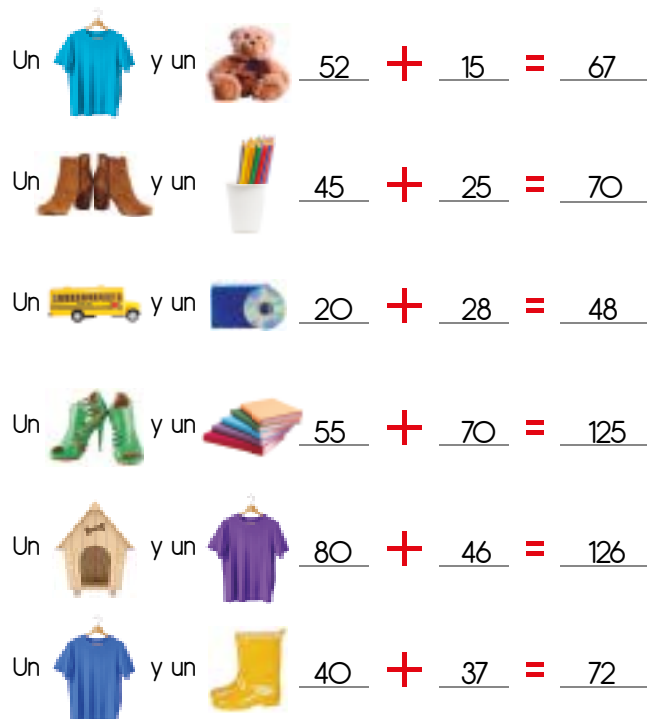 Un y un 52 + 15 = 67
Un y un 45 + 25 = 70
Un y un 20 + 28 = 48
Un y un 55 + 70 = 125
Un y un 80 + 46 = 126
Un y un 40 + 37 = 72